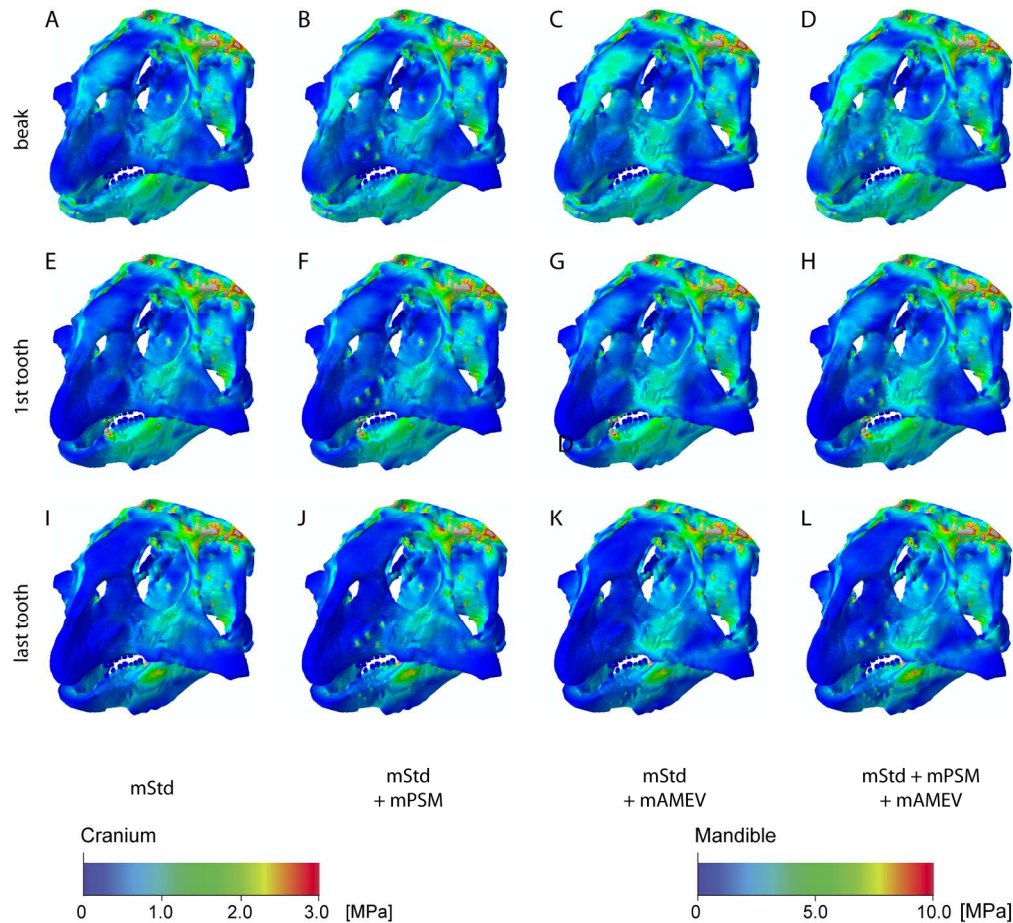 A B C D
beak
E F G H
1st tooth
D
I J K L
last tooth
mStd
mStd
+ mPSM
mStd
+ mAMEV
mStd + mPSM
+ mAMEV
Cranium
0 1.0 2.0 3.0 [MPa]
Mandible
0 5.0 10.0 [MPa]